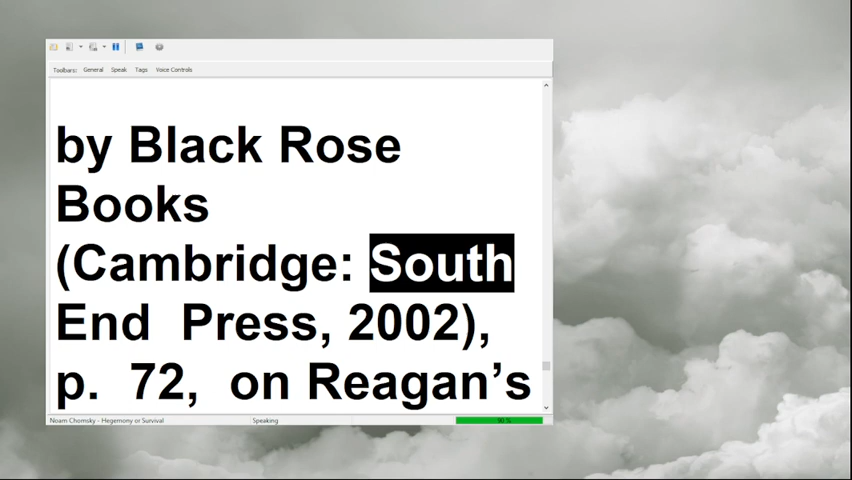 Toolbars: General Speak Tags Voice Controls
by Black Rose
Books
(Cambridge: South
End Press, 2002),
p. 72, on Reagan’s
Noam Chomsky - Hegemony or Survival Speaking 90 %